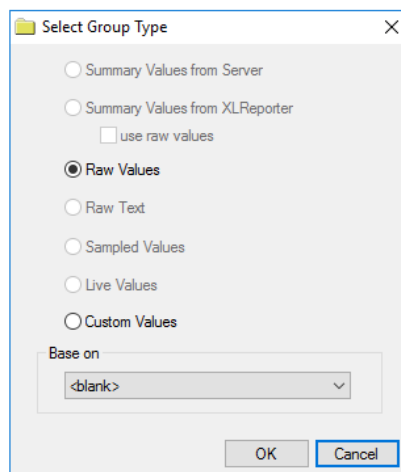 Select Group Type
Summary Values from Server
Summary Values from XLReporter
use raw values
Raw Values
Raw Text
Sampled Values
Live Values
Custom Values
Base on
<blank>
OK Cancel